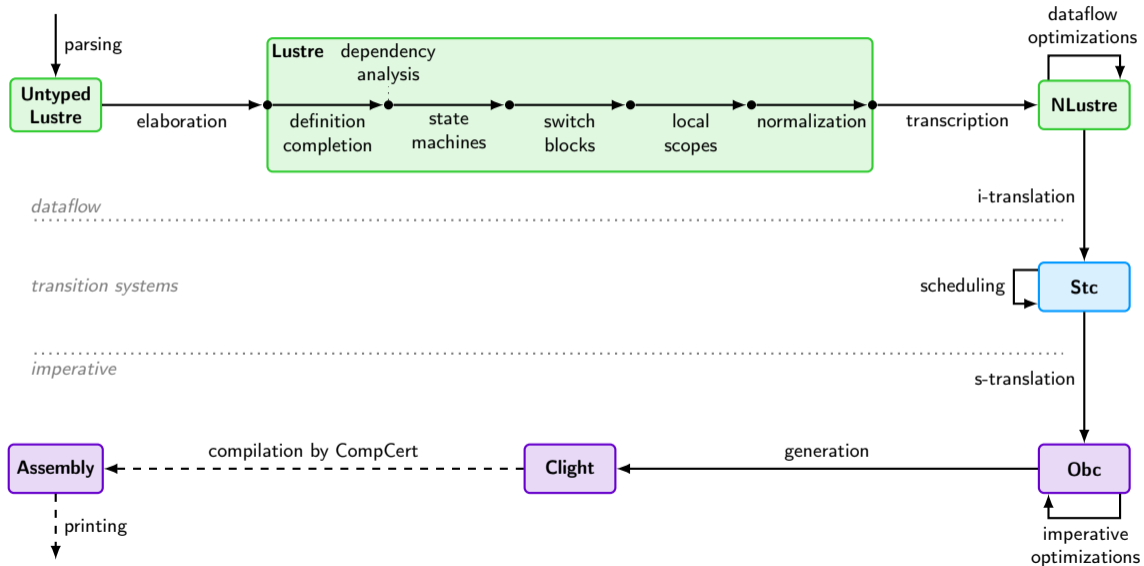 parsing
Untyped
Lustre
elaboration
Lustre
dependency
analysis
definition
completion
state
machines
switch
blocks
local
scopes
normalization
transcription
dataflow
optimizations
NLustre
i-translation
dataflow
transition systems
scheduling
Stc
imperative
s-translation
Assembly
compilation by CompCert
Clight
generation
Obc
printing
imperative
optimizations